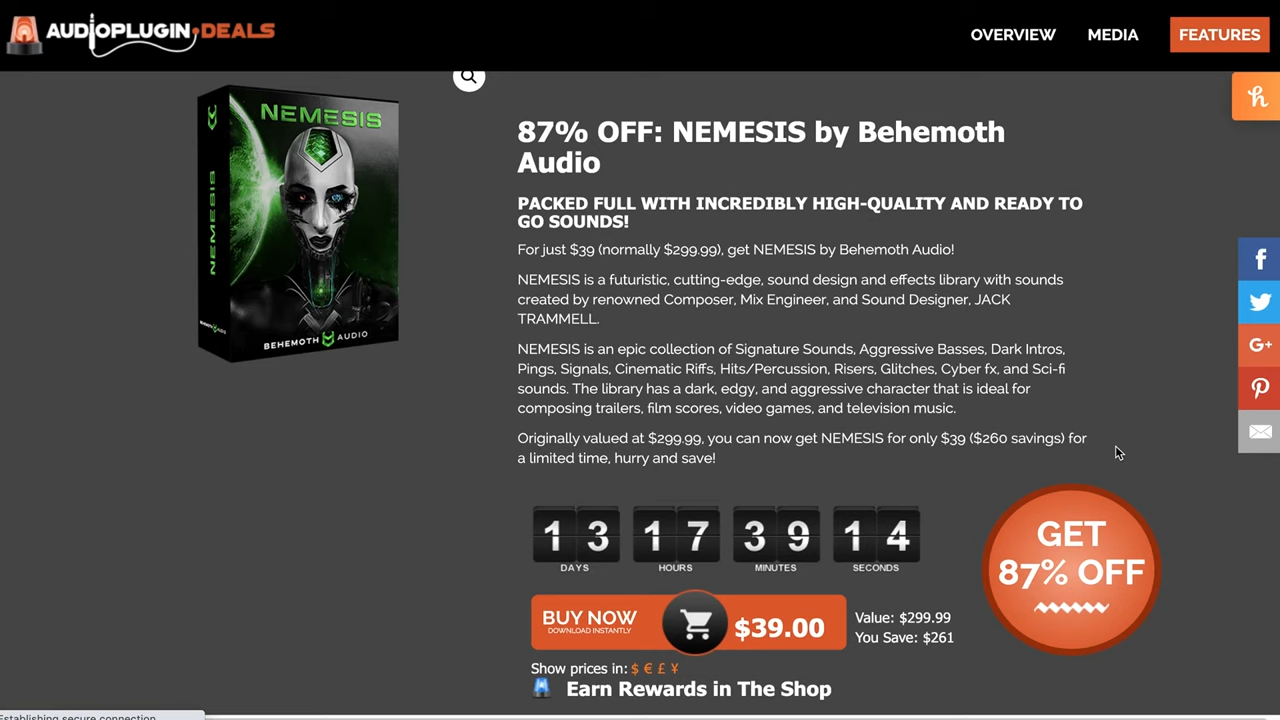 AUDIOPLUGIN.DEALS
OVERVIEW
MEDIA
FEATURES
NEMESIS
NEMESIS
BEHEMOTH AUDIO
87% OFF: NEMESIS by Behemoth
Audio
PACKED FULL WITH INCREDIBLY HIGH-QUALITY AND READY TO
GO SOUNDS!
For just $39 (normally $299.99), get NEMESIS by Behemoth Audio!
NEMESIS is a futuristic, cutting-edge, sound design and effects library with sounds
created by renowned Composer, Mix Engineer, and Sound Designer, JACK
TRAMMELL.
NEMESIS is an epic collection of Signature Sounds, Aggressive Basses, Dark Intros,
Pings, Signals, Cinematic Riffs, Hits/Percussion, Risers, Glitches, Cyber fx, and Sci-fi
sounds. The library has a dark, edgy, and aggressive character that is ideal for
composing trailers, film scores, video games, and television music.
Originally valued at $299.99, you can now get NEMESIS for only $39 ($260 savings) for
a limited time, hurry and save!
13 17 39 14
DAYS HOURS MINUTES SECONDS
GET
87% OFF
BUY NOW
DOWNLOAD INSTANTLY
$39.00
Value: $299.99
You Save: $261
Show prices in: $ € £ ¥
Earn Rewards in The Shop
h
f
G+
Establishing secure connection